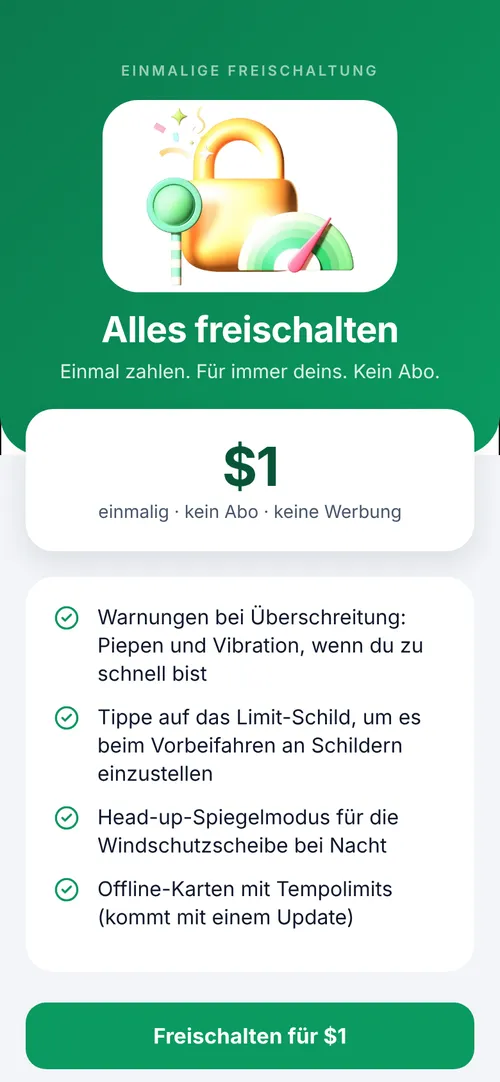 EINMALIGE FREISCHALTUNG
Alles freischalten
Einmal zahlen. Für immer deins. Kein Abo.
$1
einmalig · kein Abo · keine Werbung
Warnungen bei Überschreitung:
Piepen und Vibration, wenn du zu
schnell bist
Tippe auf das Limit-Schild, um es
beim Vorbeifahren an Schildern
einzustellen
Head-up-Spiegelmodus für die
Windschutzscheibe bei Nacht
Offline-Karten mit Tempolimits
(kommt mit einem Update)
Freischalten für $1